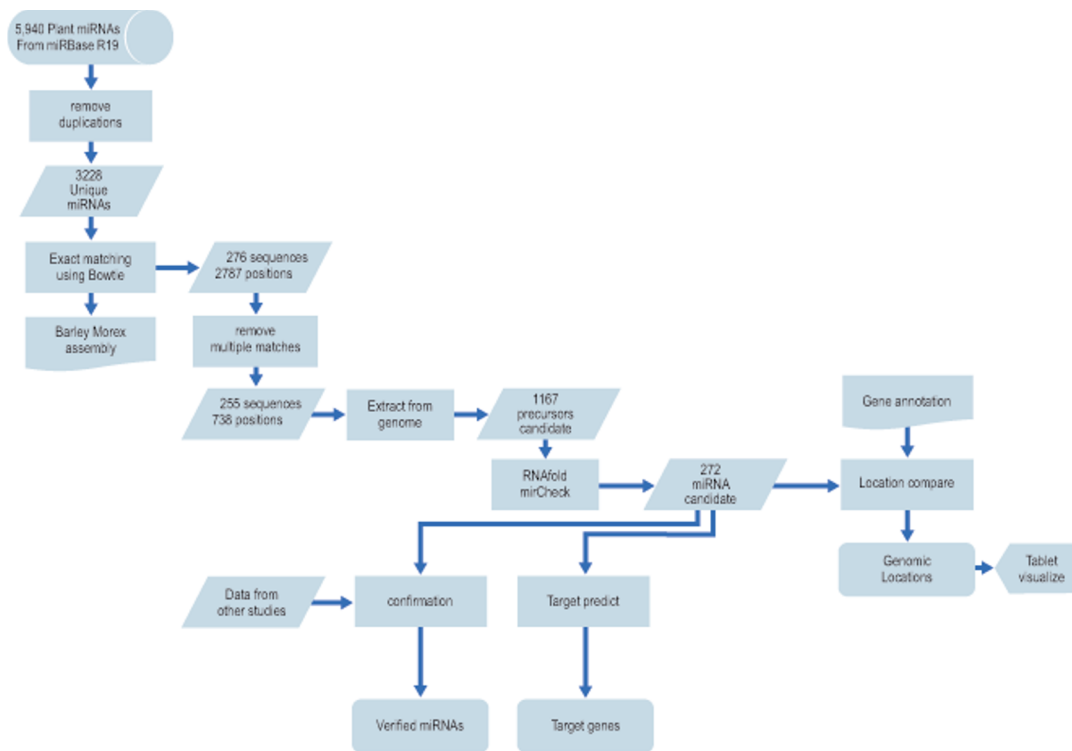 5,940 Plant miRNAs
From miRBase R19
remove
duplications
3228
Unique
miRNAs
Exact matching
using Bowtie
276 sequences
2787 positions
Barley Morex
assembly
remove
multiple matches
255 sequences
738 positions
Extract from
genome
1167
precursors
candidate
Gene annotation
RNAfold
mirCheck
272
miRNA
candidate
Location compare
Genomic
Locations
Tablet
visualize
Data from
other studies
confirmation
Target predict
Verified miRNAs
Target genes